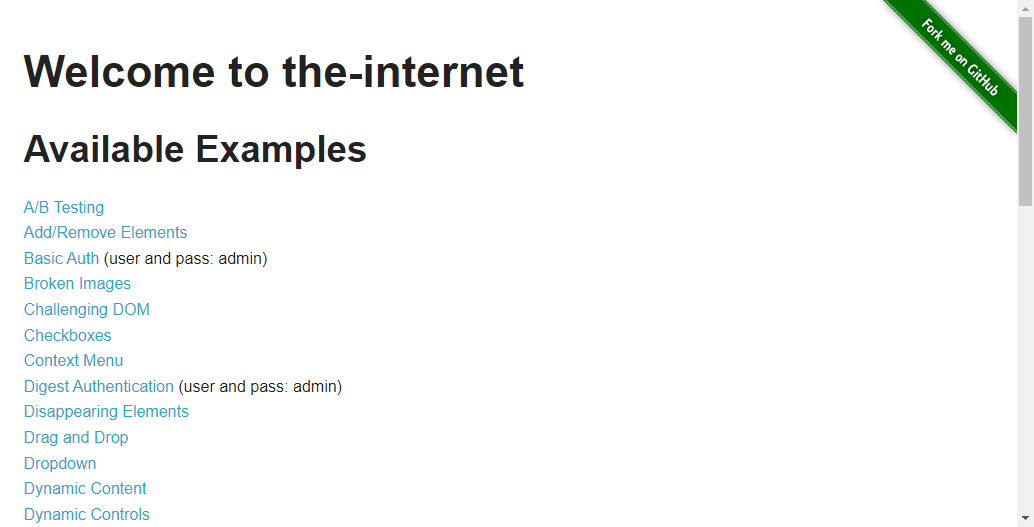 Fork me on GitHub
Welcome to the-internet
Available Examples
A/B Testing
Add/Remove Elements
Basic Auth (user and pass: admin)
Broken Images
Challenging DOM
Checkboxes
Context Menu
Digest Authentication (user and pass: admin)
Disappearing Elements
Drag and Drop
Dropdown
Dynamic Content
Dynamic Controls